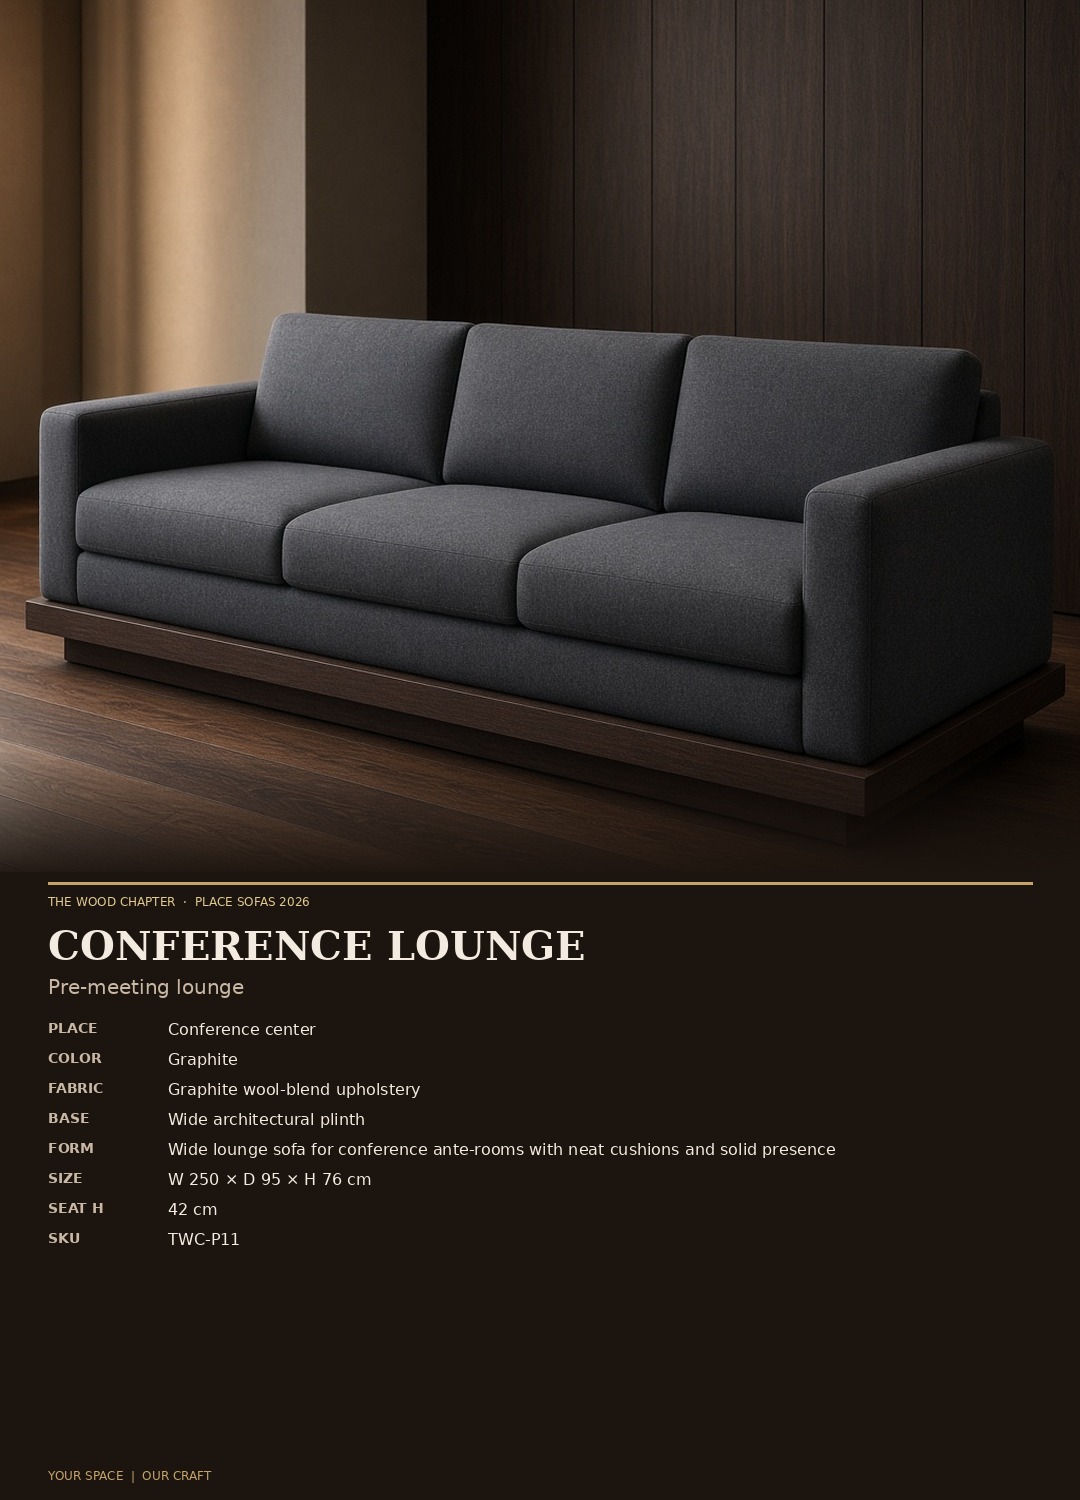 THE WOOD CHAPTER · PLACE SOFAS 2026
CONFERENCE LOUNGE
Pre-meeting lounge
PLACE Conference center
COLOR Graphite
FABRIC Graphite wool-blend upholstery
BASE Wide architectural plinth
FORM Wide lounge sofa for conference ante-rooms with neat cushions and solid presence
SIZE W 250 × D 95 × H 76 cm
SEAT H 42 cm
SKU TWC-P11
YOUR SPACE | OUR CRAFT